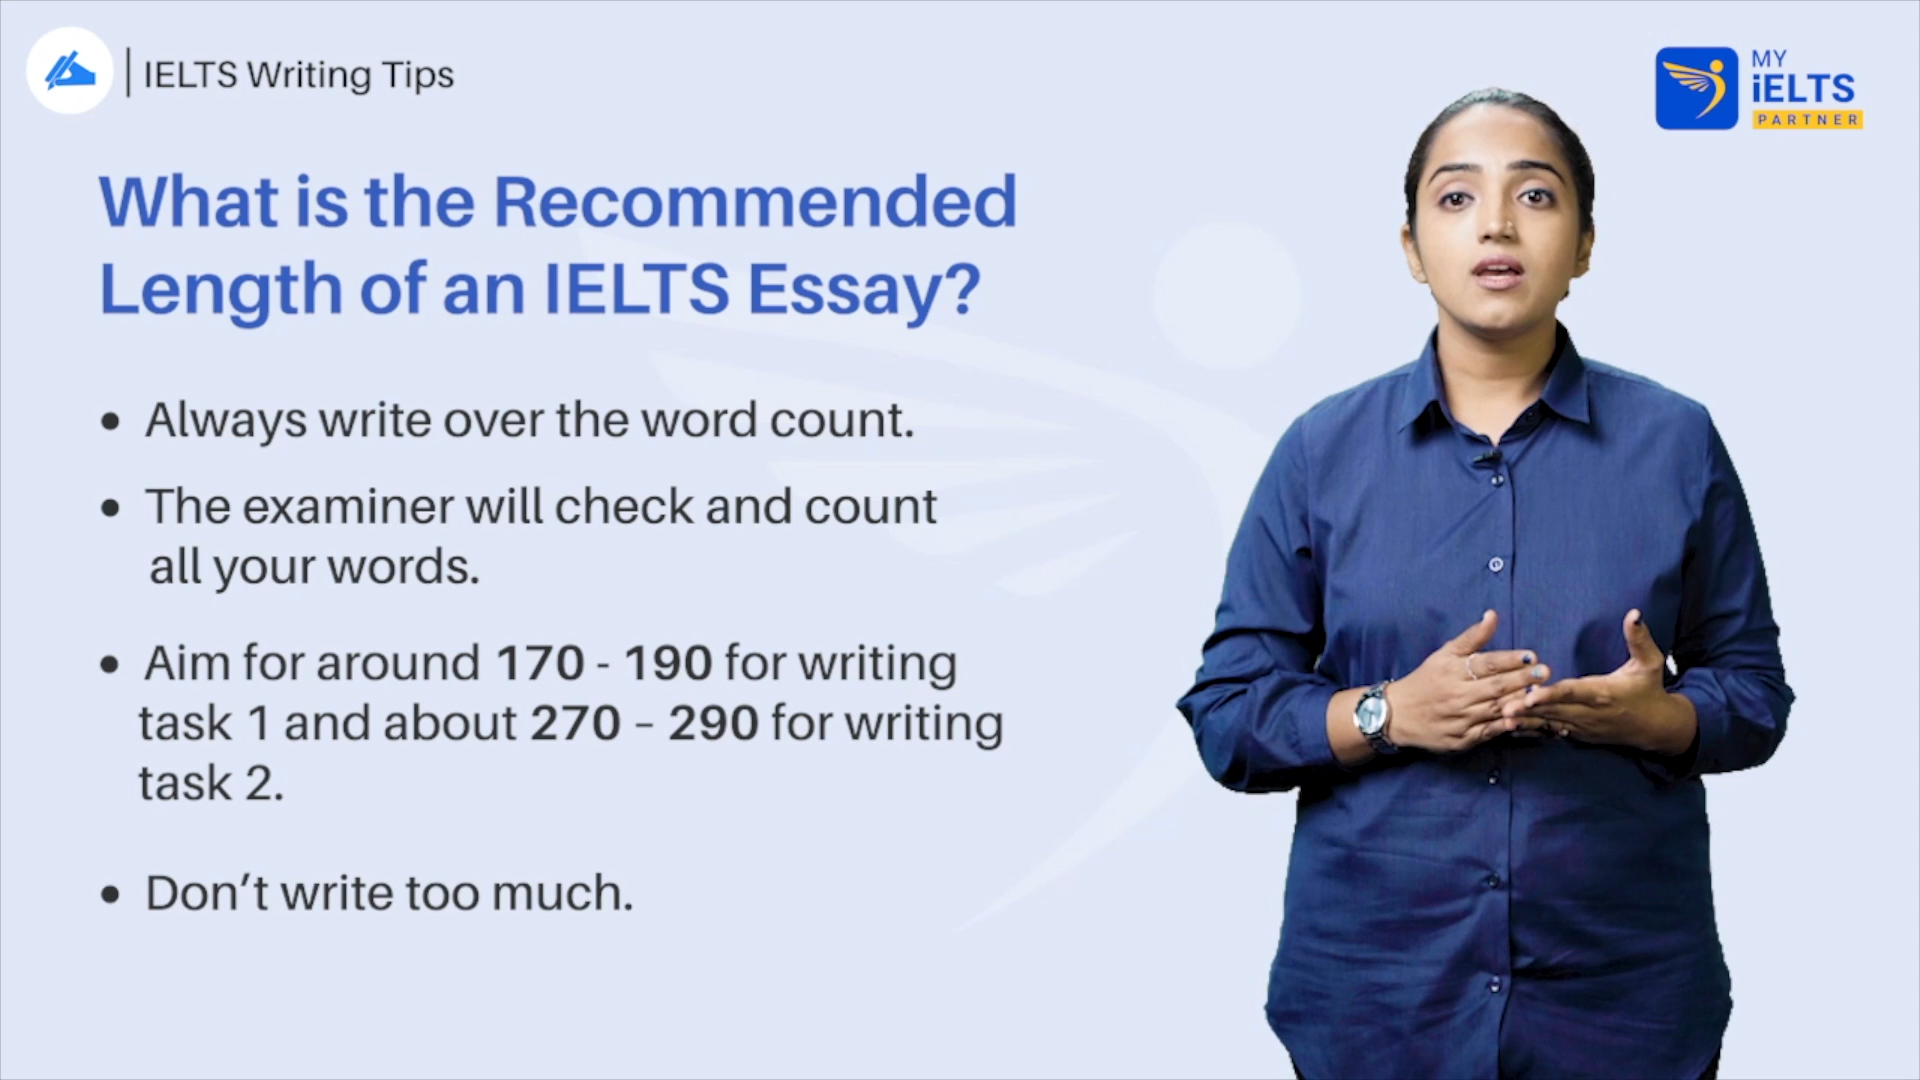 IELTS Writing Tips
MY
iELTS
PARTNER
What is the Recommended
Length of an IELTS Essay?
• Always write over the word count.
• The examiner will check and count
all your words.
• Aim for around 170 - 190 for writing
task 1 and about 270 – 290 for writing
task 2.
• Don’t write too much.